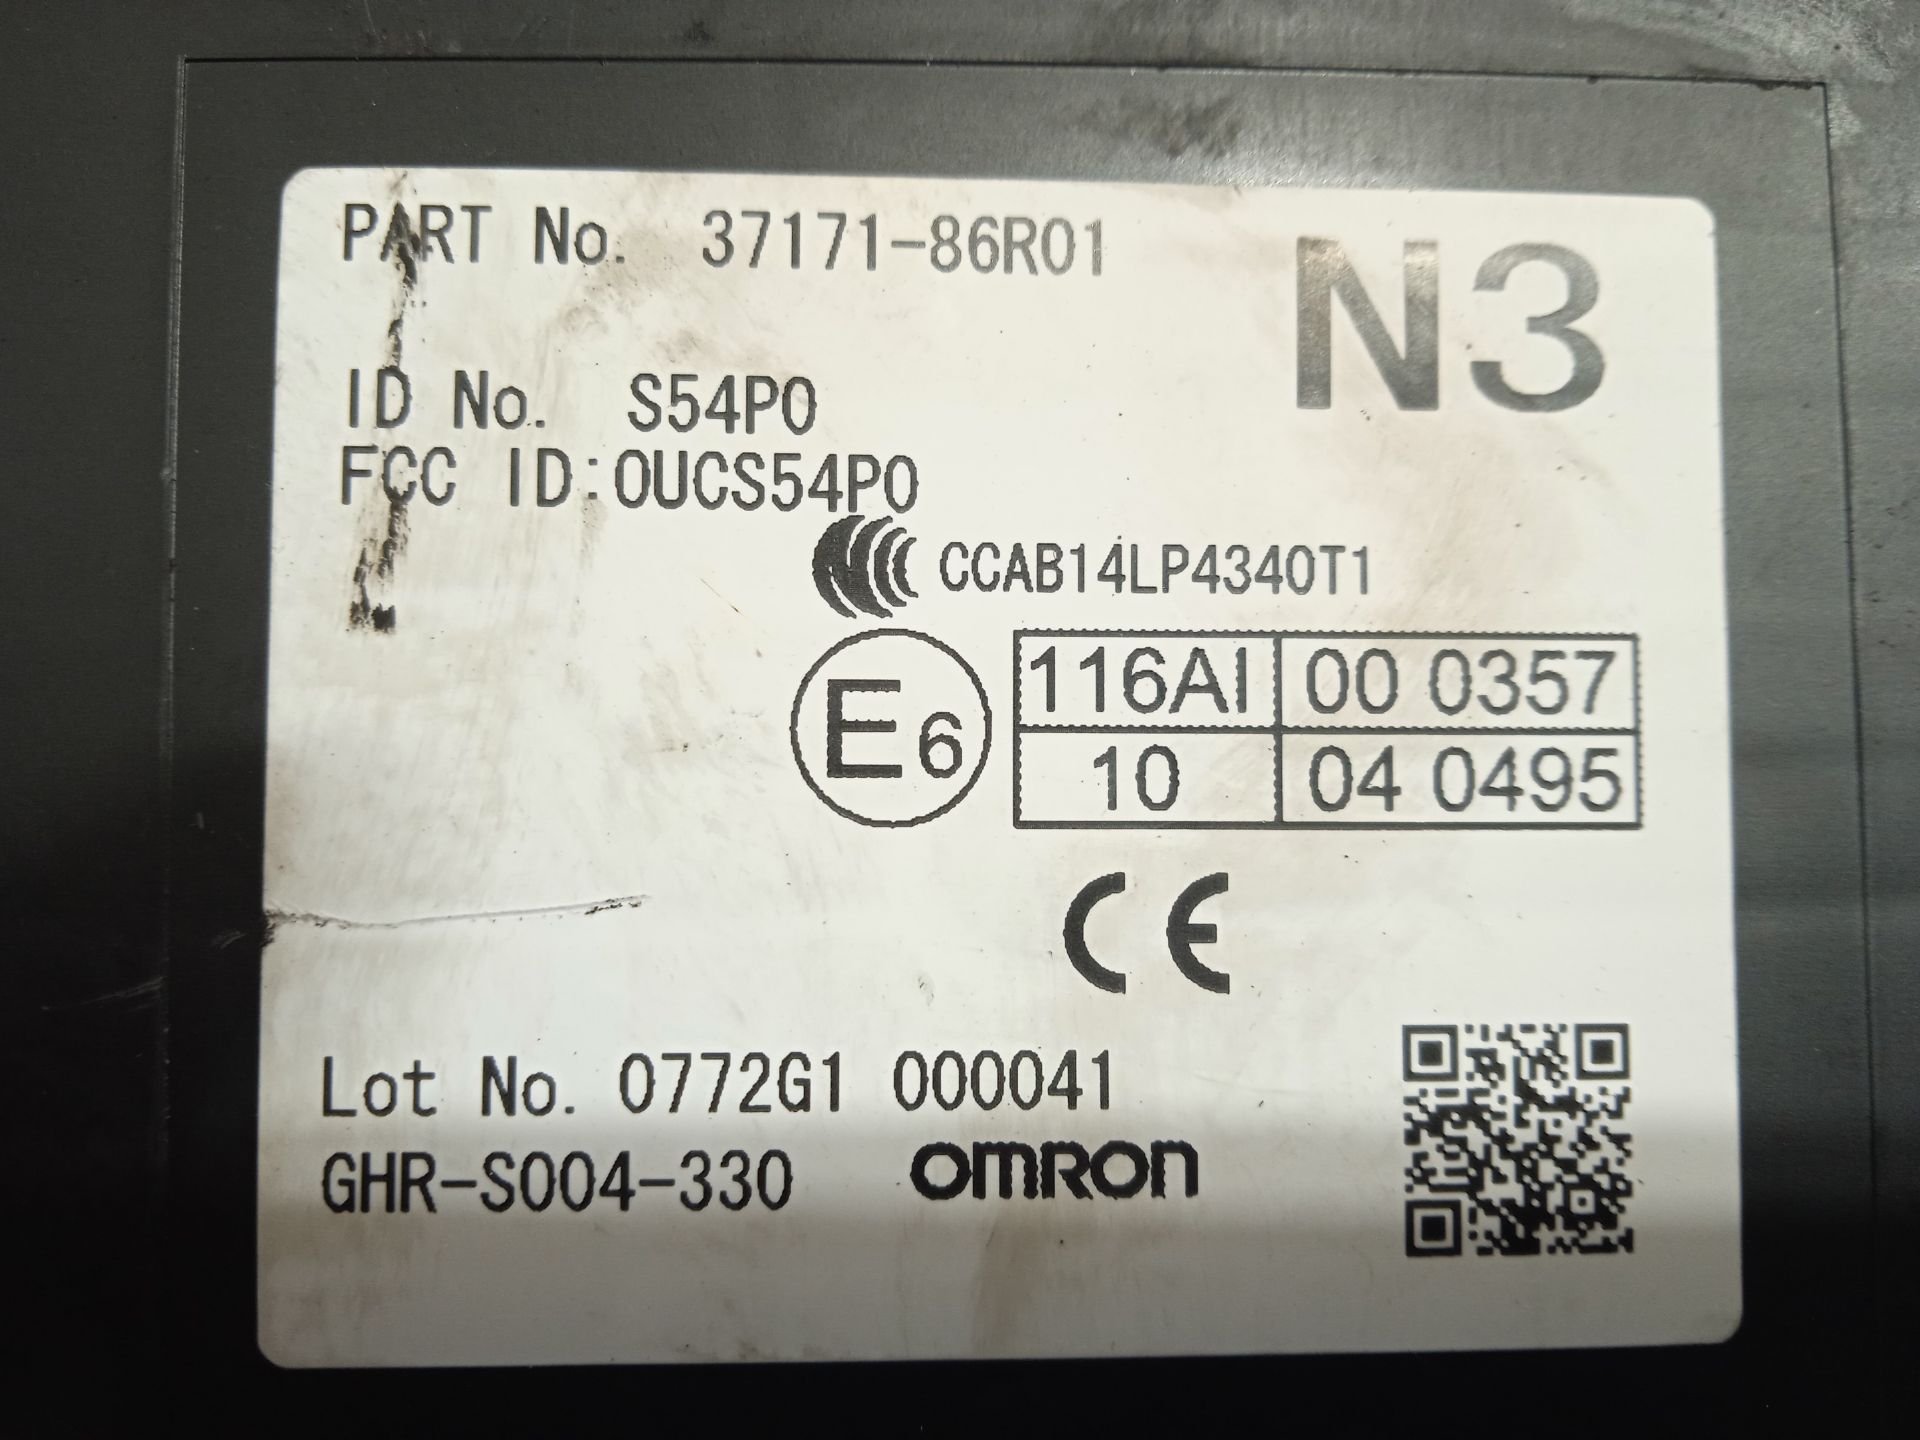 PART No. 37171-86R01
N3
ID No. S54P0
FCC ID:OUCS54P0
CCAB14LP4340T1
E6
116AI 00 0357
10 04 0495
CE
Lot No. 0772G1 000041
GHR-S004-330 OMRON